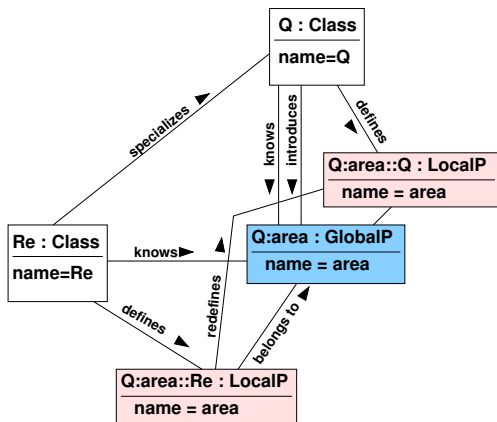 Q : Class
name=Q
specializes
knows
introduces
defines
Q:area::Q : LocalP
name = area
Re : Class
name=Re
knows
Q:area : GlobalP
name = area
defines
redefines
belongs to
Q:area::Re : LocalP
name = area